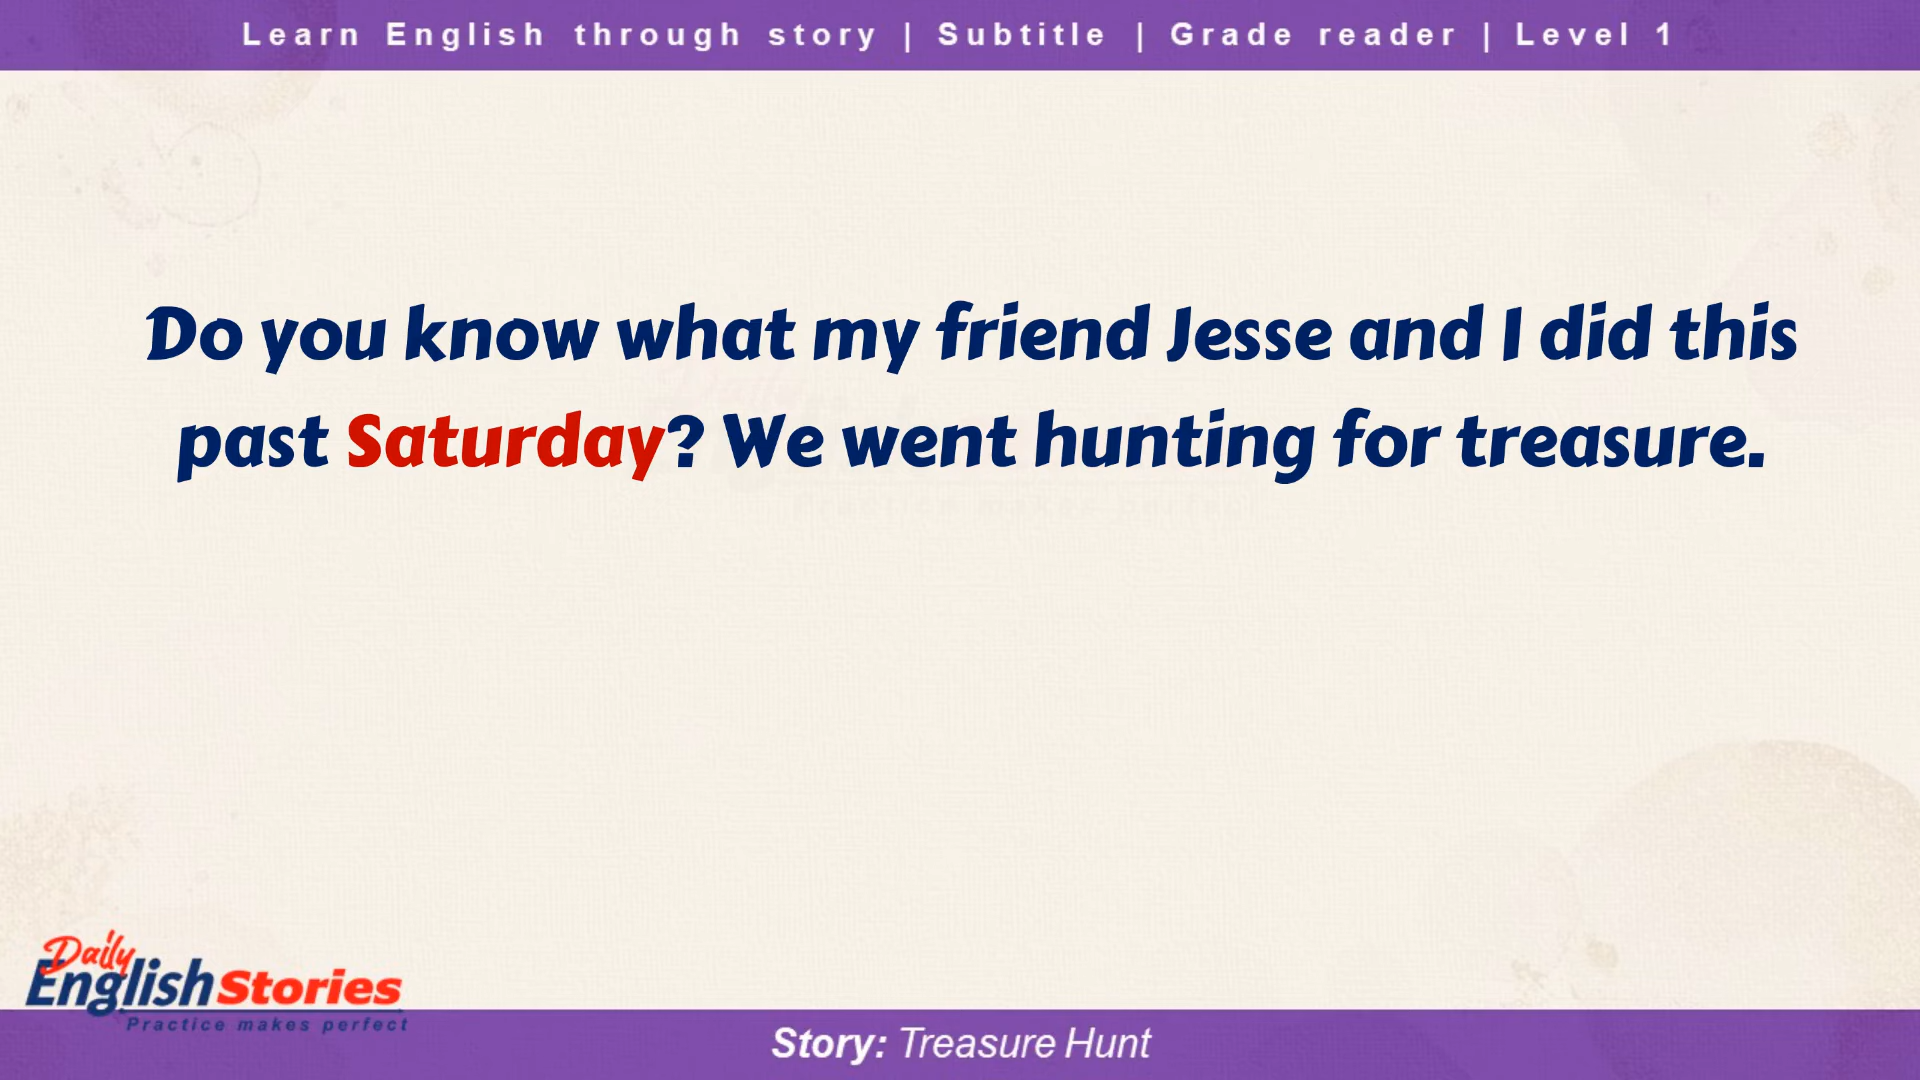 Learn English through story | Subtitle | Grade reader | Level 1
Do you know what my friend Jesse and I did this
past Saturday? We went hunting for treasure.
Daily
English Stories
Practice makes perfect
Story: Treasure Hunt